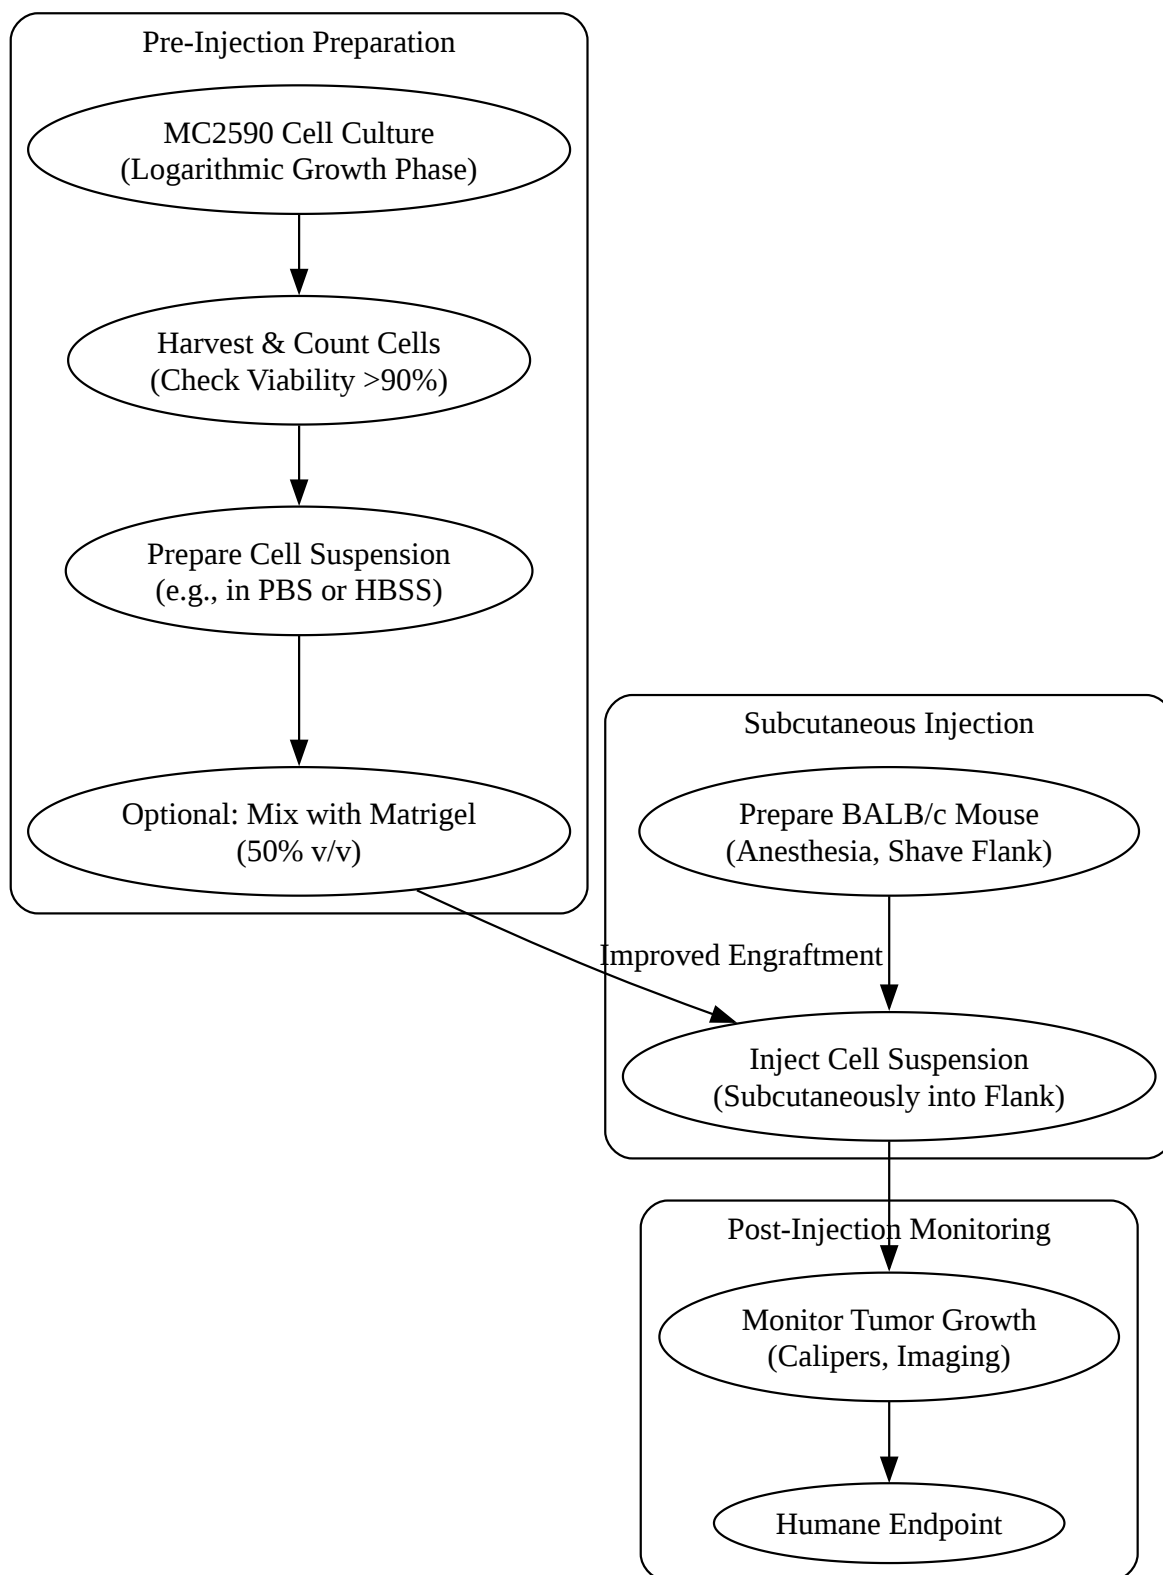 Pre-Injection Preparation
MC2590 Cell Culture
(Logarithmic Growth Phase)
Harvest & Count Cells
(Check Viability >90%)
Prepare Cell Suspension
(e.g., in PBS or HBSS)
Optional: Mix with Matrigel
(50% v/v)
Subcutaneous Injection
Prepare BALB/c Mouse
(Anesthesia, Shave Flank)
Improved Engraftment
Inject Cell Suspension
(Subcutaneously into Flank)
Post-Injection Monitoring
Monitor Tumor Growth
(Calipers, Imaging)
Humane Endpoint